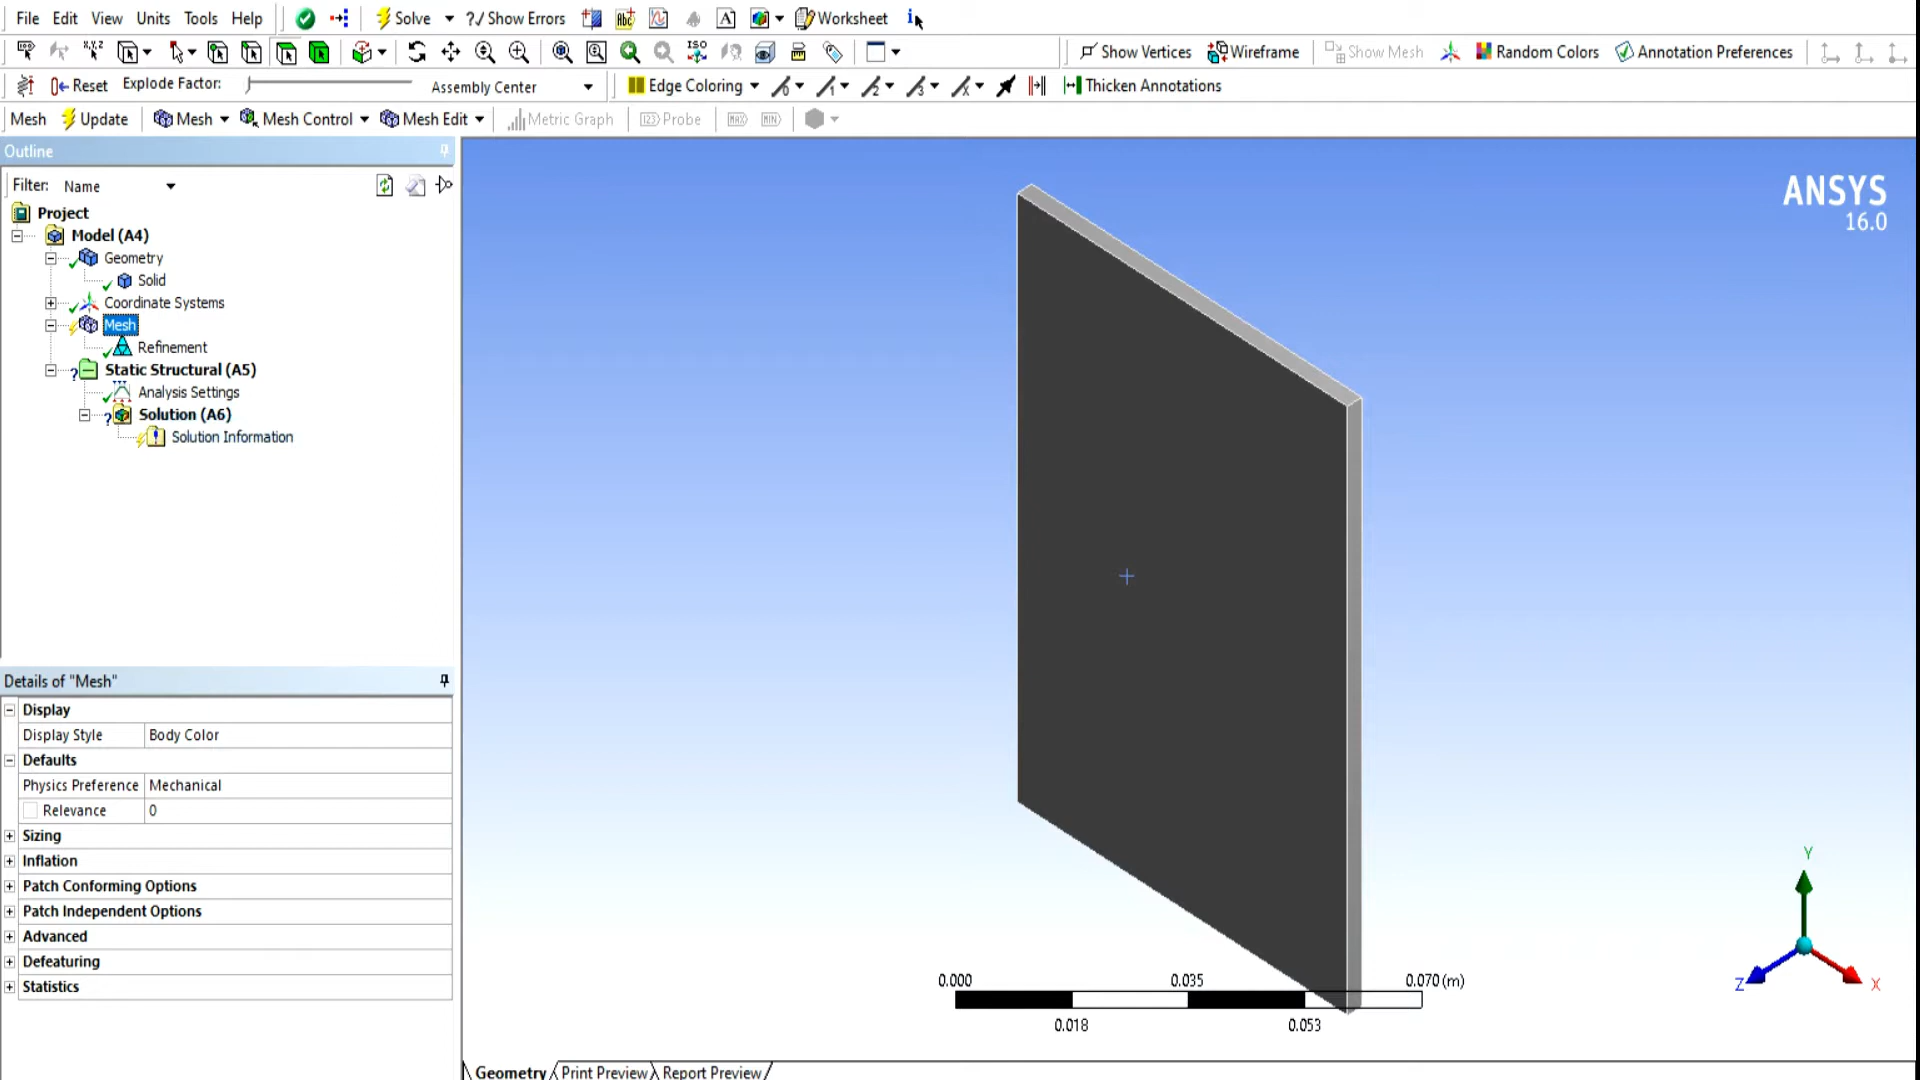 File Edit View Units Tools Help Solve ?/ Show Errors Worksheet
Show Vertices Wireframe Show Mesh Random Colors Annotation Preferences
Reset Explode Factor: Assembly Center Edge Coloring Thicken Annotations
Mesh Update Mesh Mesh Control Mesh Edit Metric Graph Probe MAX MIN
Outline
Filter: Name
Project
Model (A4)
Geometry
Solid
Coordinate Systems
Mesh
Refinement
Static Structural (A5)
Analysis Settings
Solution (A6)
Solution Information
Details of "Mesh"
Display
Display Style Body Color
Defaults
Physics Preference Mechanical
Relevance 0
Sizing
Inflation
Patch Conforming Options
Patch Independent Options
Advanced
Defeaturing
Statistics
ANSYS
16.0
0.000 0.035 0.070 (m)
0.018 0.053
Y
Z X
Geometry Print Preview Report Preview